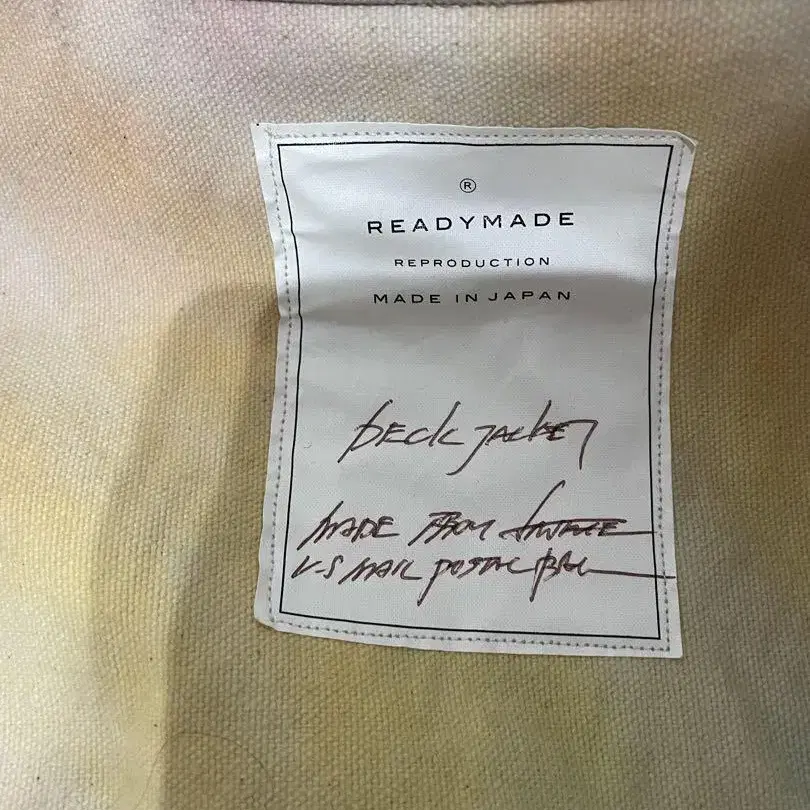 ®
READYMADE
REPRODUCTION
MADE IN JAPAN
DECK JACKET
MADE FROM VINTAGE
U-S MAIL POSTAL BAG